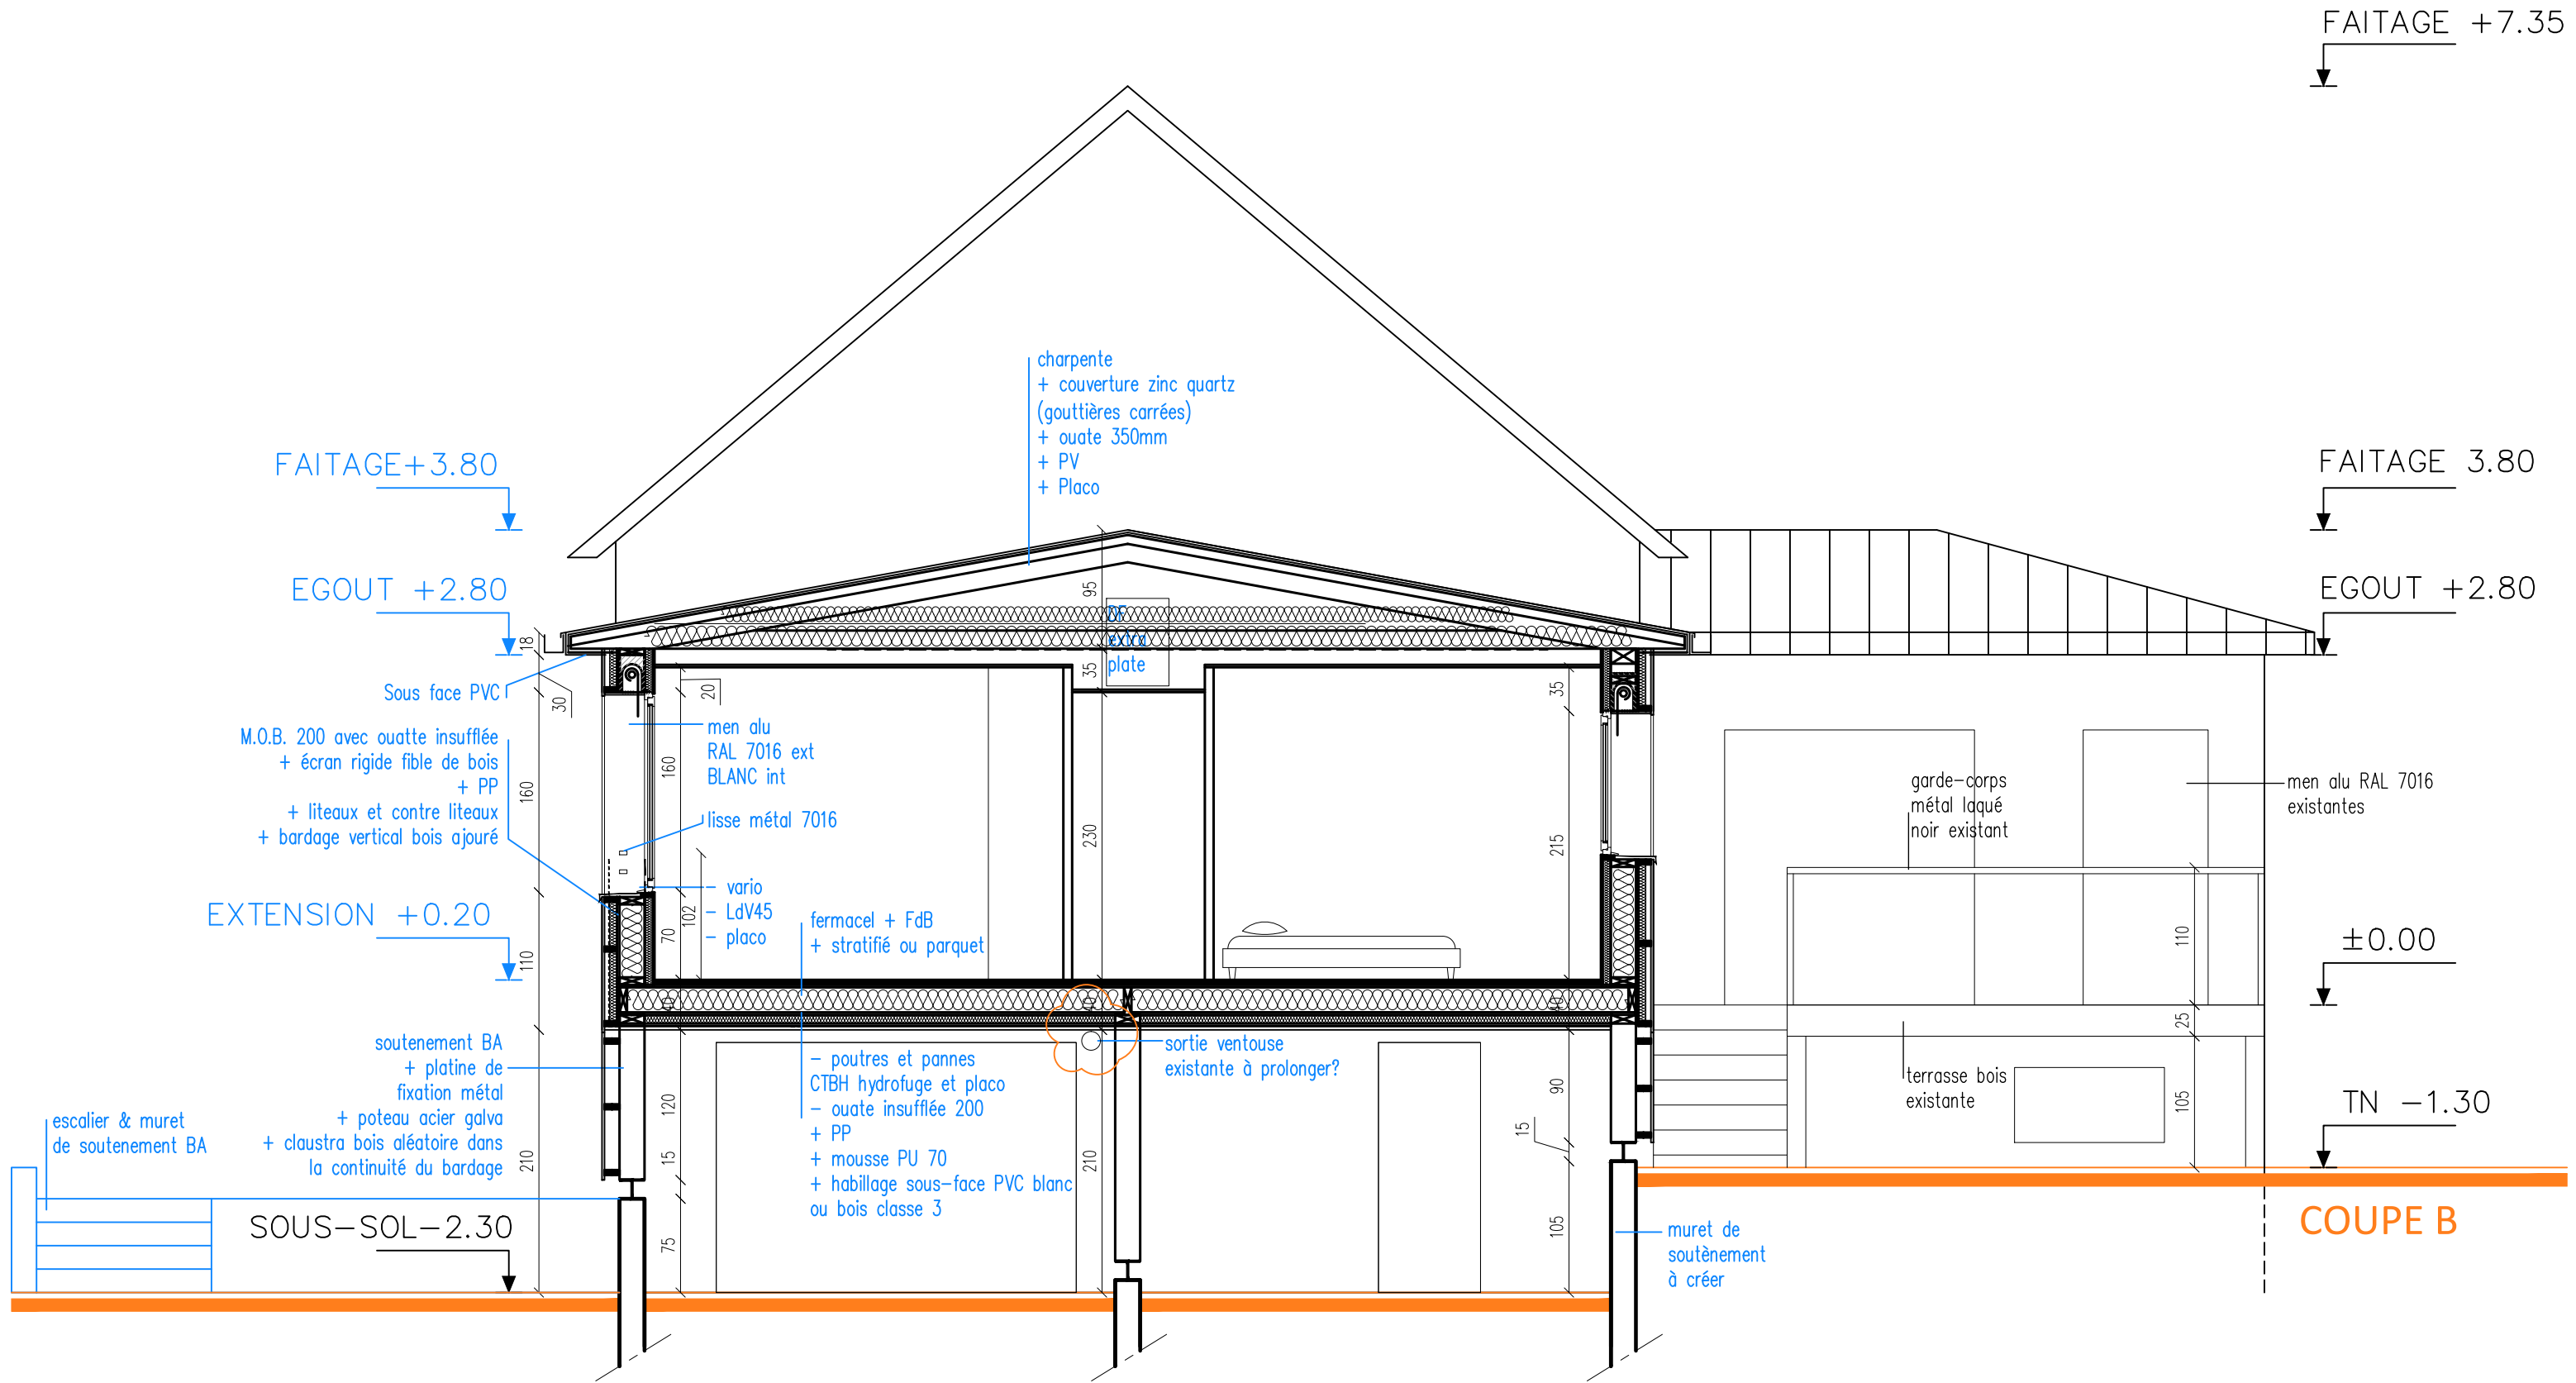 FAITAGE +7.35
charpente
+ couverture zinc quartz
(gouttières carrées)
+ ouate 350mm
+ PV
+ Placo
FAITAGE+3.80
FAITAGE 3.80
EGOUT +2.80
EGOUT +2.80
95
DF
extra
plate
18
35
30
20
35
Sous face PVC
M.O.B. 200 avec ouatte insufflée
+ écran rigide fible de bois
+ PP
+ liteaux et contre liteaux
+ bardage vertical bois ajouré
men alu
RAL 7016 ext
BLANC int
lisse métal 7016
160
160
230
215
garde-corps
métal laqué
noir existant
men alu RAL 7016
existantes
EXTENSION +0.20
- vario
- LdV45
- placo
102
70
110
fermacel + FdB
+ stratifié ou parquet
110
±0.00
40
40
40
25
soutenement BA
+ platine de
fixation métal
+ poteau acier galva
+ claustra bois aléatoire dans
la continuité du bardage
- poutres et pannes
CTBH hydrofuge et placo
- ouate insufflée 200
+ PP
+ mousse PU 70
+ habillage sous-face PVC blanc
ou bois classe 3
sortie ventouse
existante à prolonger?
terrasse bois
existante
TN -1.30
escalier & muret
de soutenement BA
120
90
105
15
15
210
210
75
105
SOUS-SOL-2.30
muret de
soutènement
à créer
COUPE B